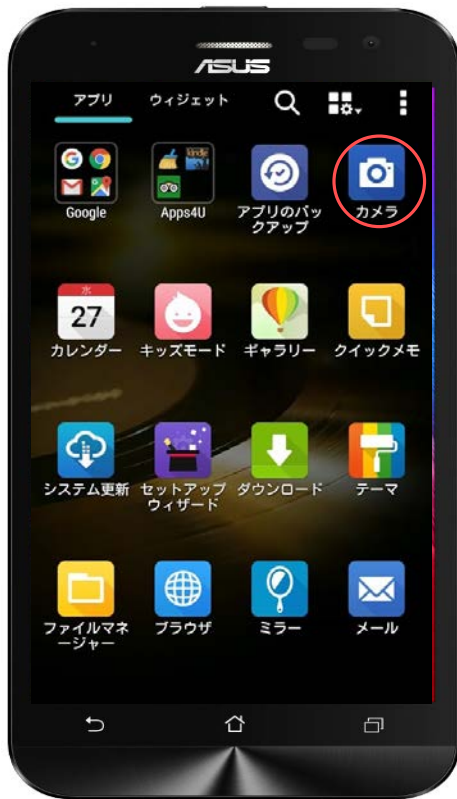 ASUS
アプリ ウィジェット
Google Apps4U アプリのバッ カメラ
クアップ
水
27
カレンダー キッズモード ギャラリー クイックメモ
システム更新 セットアップ ダウンロード テーマ
ウィザード
ファイルマネ ブラウザ ミラー メール
ージャー